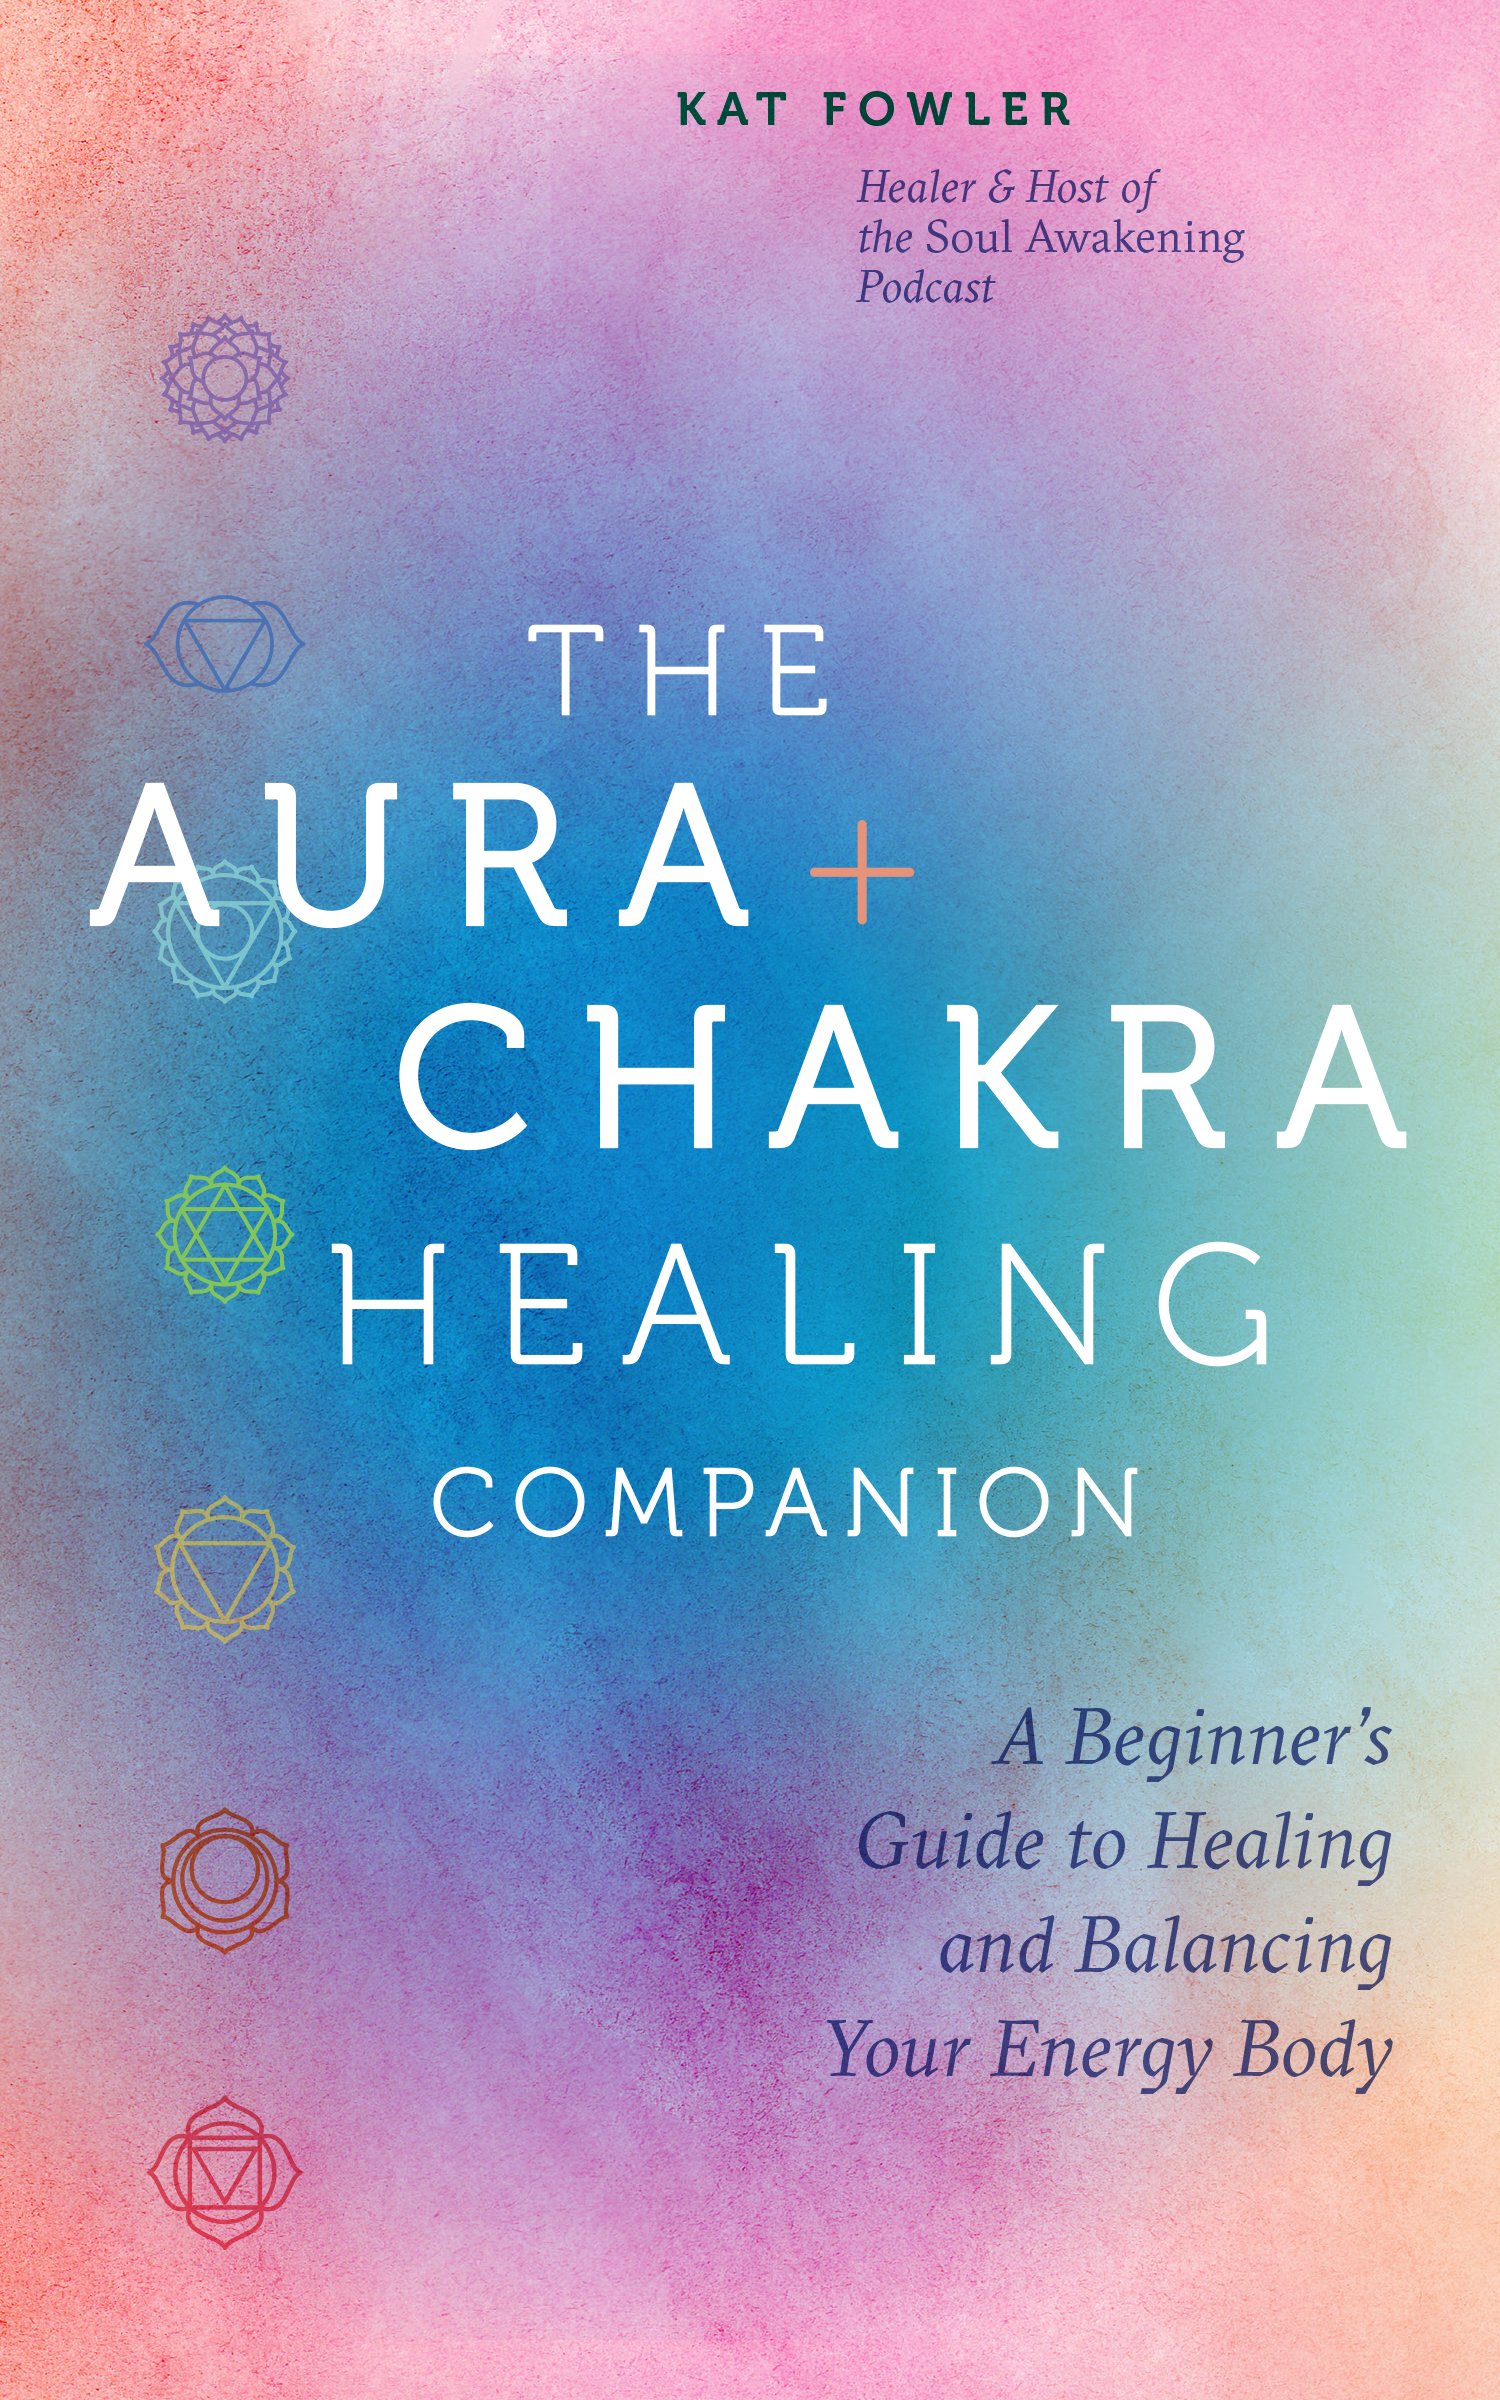 KAT FOWLER
Healer & Host of
the Soul Awakening
Podcast
THE
AURA +
CHAKRA
HEALING
COMPANION
A Beginner’s
Guide to Healing
and Balancing
Your Energy Body